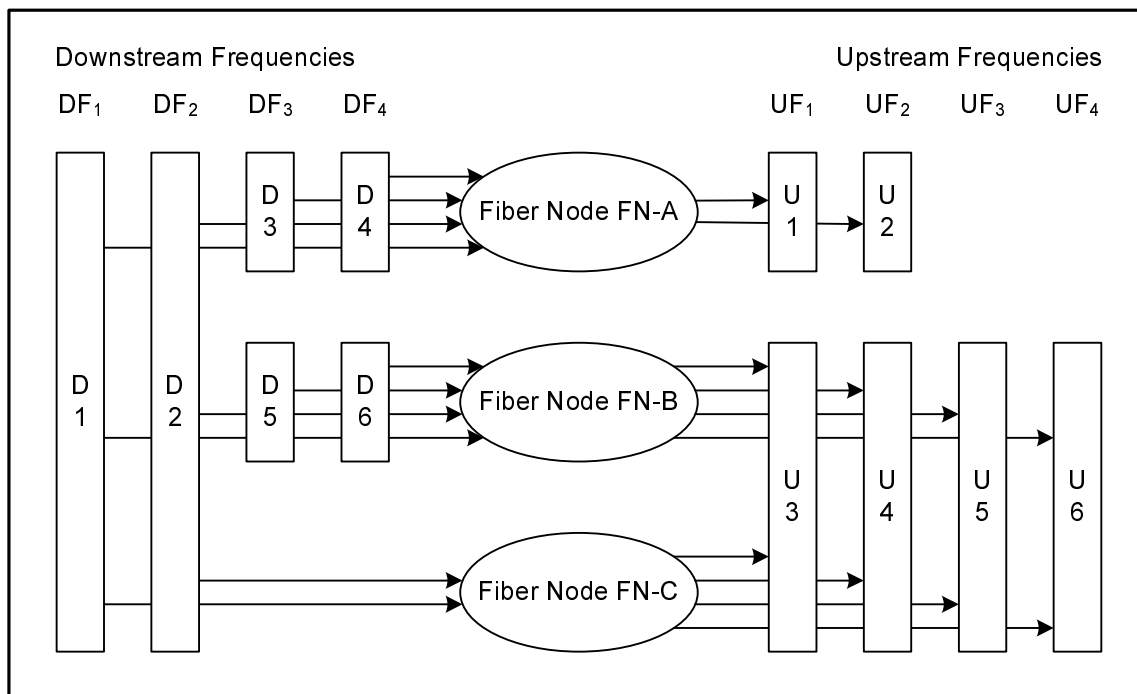 Downstream Frequencies Upstream Frequencies
DF₁ DF₂ DF₃ DF₄ UF₁ UF₂ UF₃ UF₄
D 3
D 4
Fiber Node FN-A
U 1
U 2
D 1
D 2
D 5
D 6
Fiber Node FN-B
U 3
U 4
U 5
U 6
Fiber Node FN-C